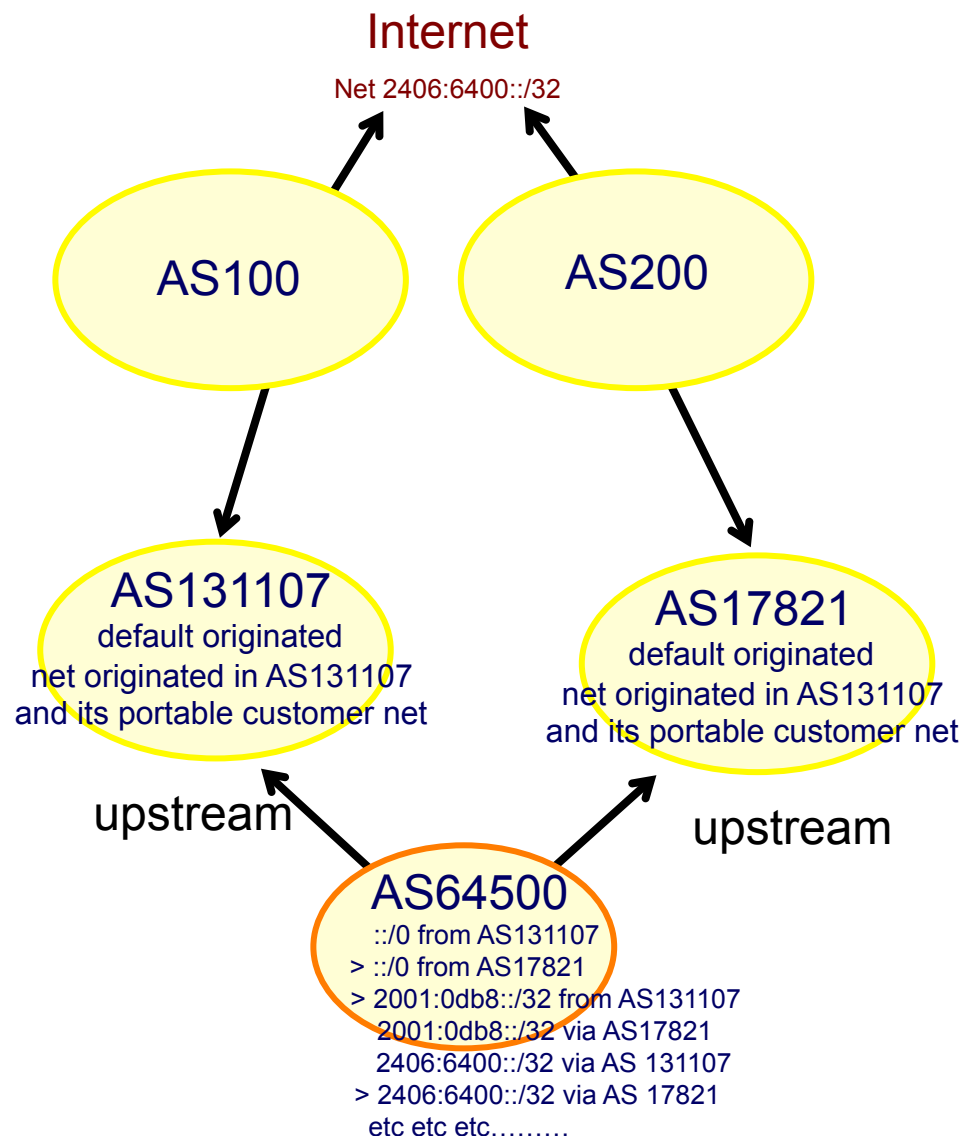 Internet
Net 2406:6400::/32
AS100
AS200
AS131107
default originated
net originated in AS131107
and its portable customer net
AS17821
default originated
net originated in AS131107
and its portable customer net
upstream
upstream
AS64500
::/0 from AS131107
> ::/0 from AS17821
> 2001:0db8::/32 from AS131107
2001:0db8::/32 via AS17821
2406:6400::/32 via AS 131107
> 2406:6400::/32 via AS 17821
etc etc etc………